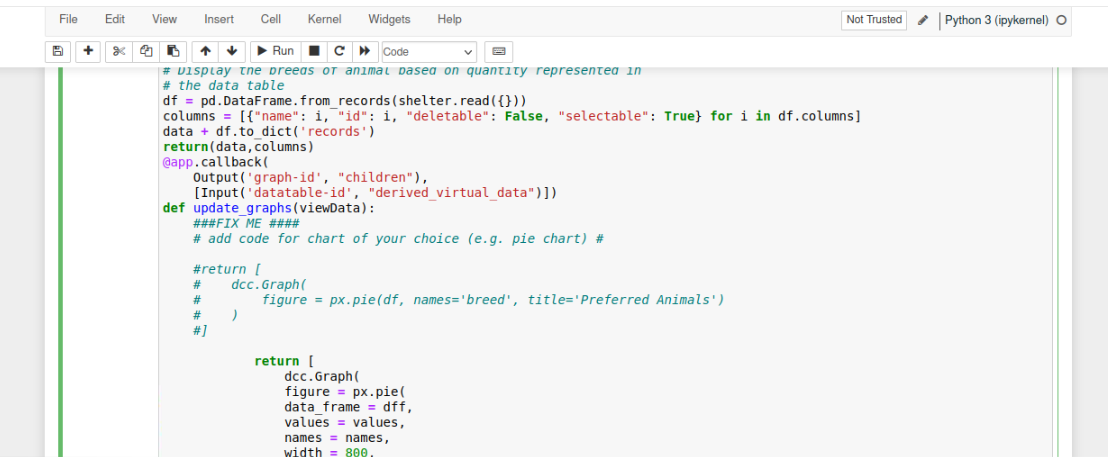 File Edit View Insert Cell Kernel Widgets Help Not Trusted Python 3 (ipykernel)
Run Code
# Display the breeds of animal based on quantity represented in
# the data table
df = pd.DataFrame.from_records(shelter.read({}))
columns = [{"name": i, "id": i, "deletable": False, "selectable": True} for i in df.columns]
data + df.to_dict('records')
return(data,columns)
@app.callback(
    Output('graph-id', "children"),
    [Input('datatable-id', "derived_virtual_data")])
def update_graphs(viewData):
    ###FIX ME ####
    # add code for chart of your choice (e.g. pie chart) #
    #return [
    #    dcc.Graph(
    #        figure = px.pie(df, names='breed', title='Preferred Animals')
    #    )
    #]
            return [
                dcc.Graph(
                figure = px.pie(
                data_frame = dff,
                values = values,
                names = names,
                width = 800,